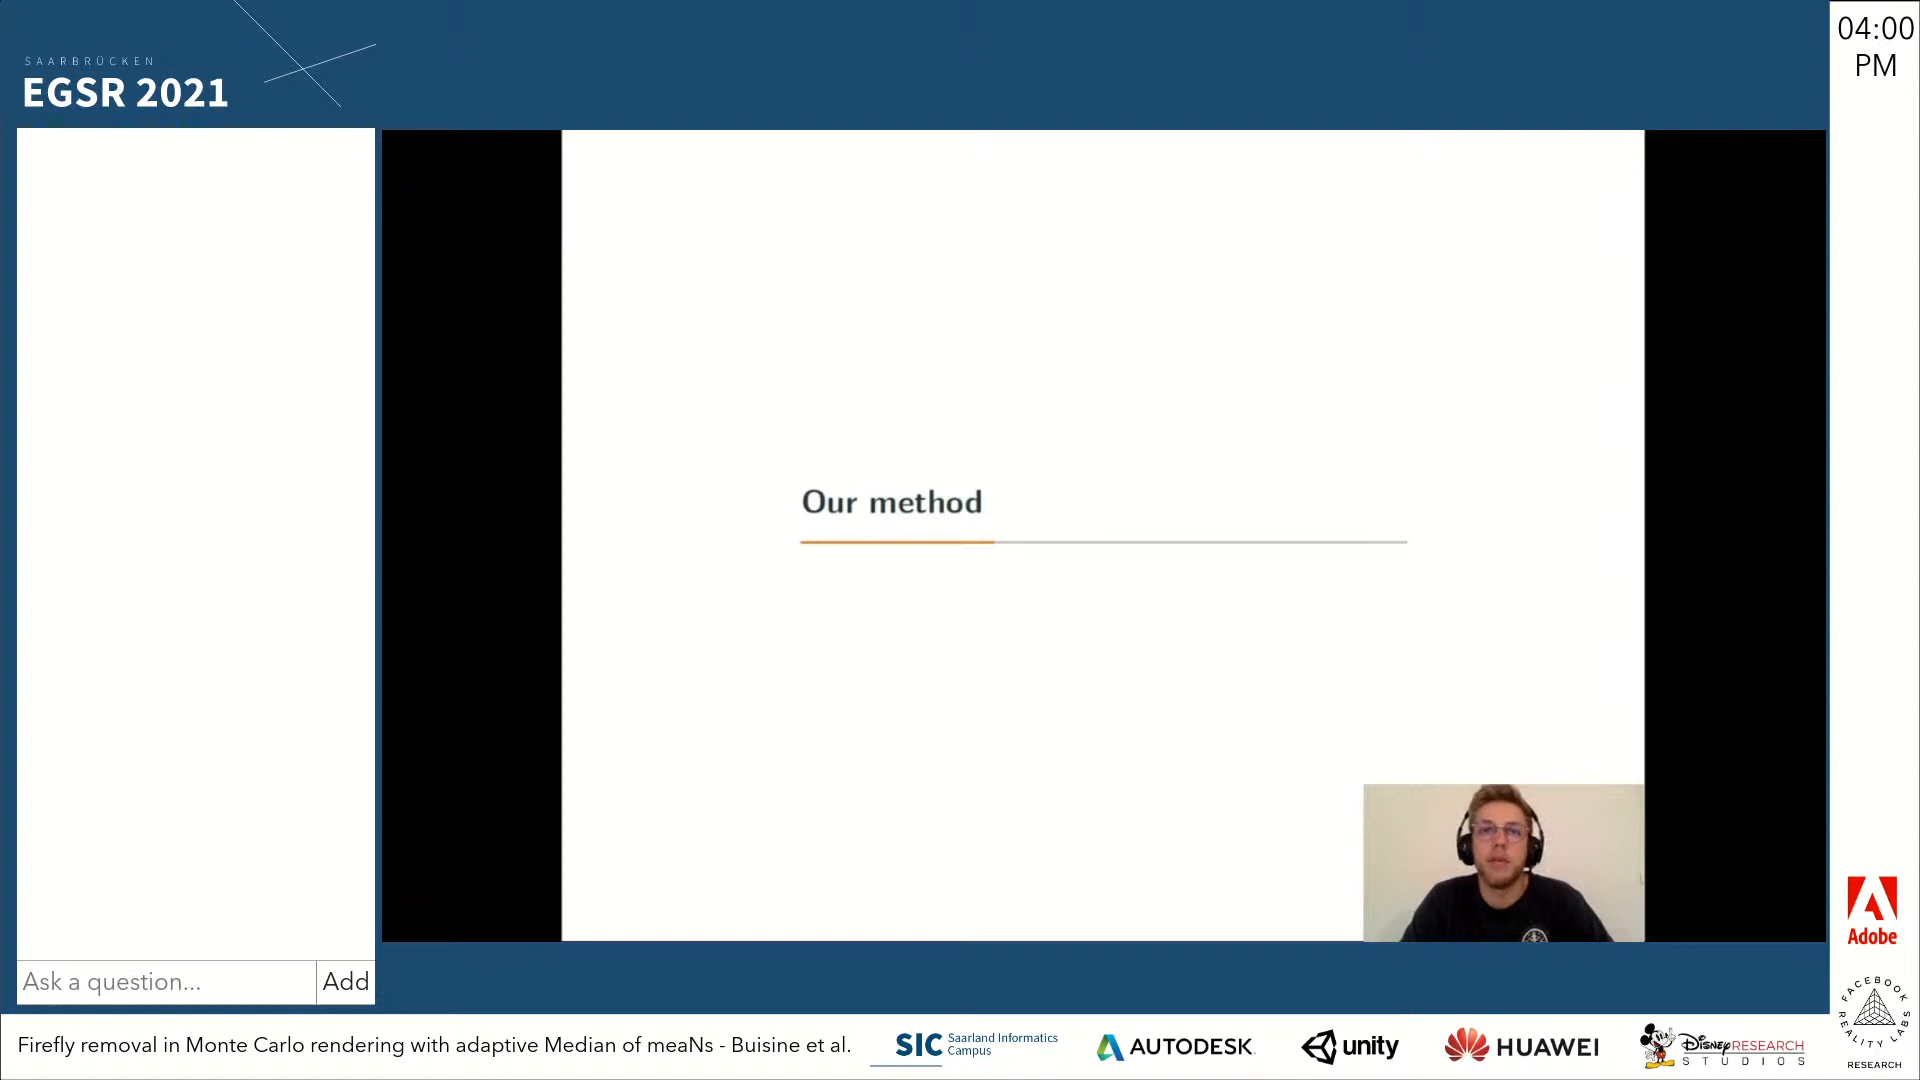 SAARBRÜCKEN
EGSR 2021
04:00
PM
Our method
Ask a question...
Add
Adobe
FACEBOOK
REALITY LABS
RESEARCH
Firefly removal in Monte Carlo rendering with adaptive Median of meaNs - Buisine et al.
SIC Saarland Informatics
Campus
AUTODESK
unity
HUAWEI
Disney RESEARCH
STUDIOS